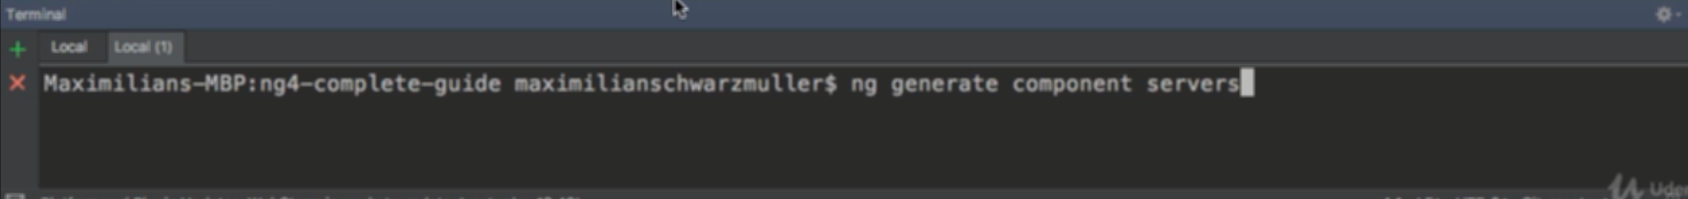 Terminal
Local Local (1)
Maximilians-MBP:ng4-complete-guide maximilianschwarzmuller$ ng generate component servers